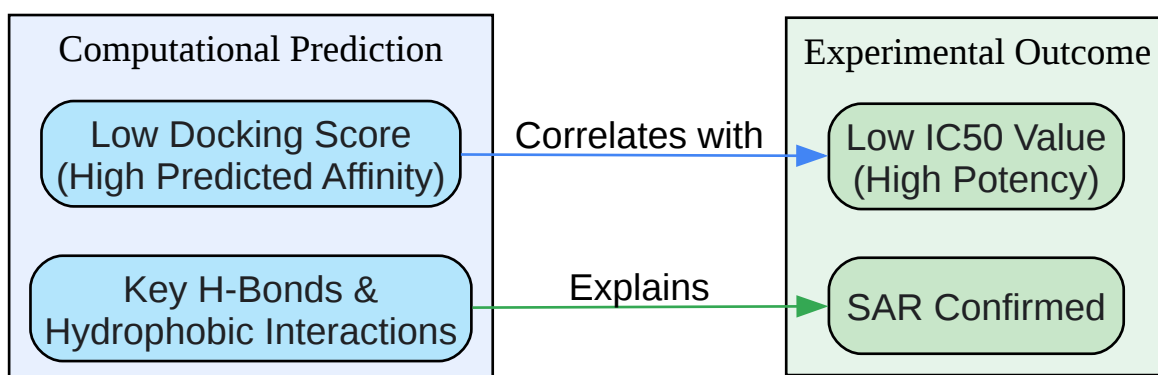 Computational Prediction
Experimental Outcome
Low Docking Score
(High Predicted Affinity)
Correlates with
Low IC50 Value
(High Potency)
Key H-Bonds &
Hydrophobic Interactions
Explains
SAR Confirmed